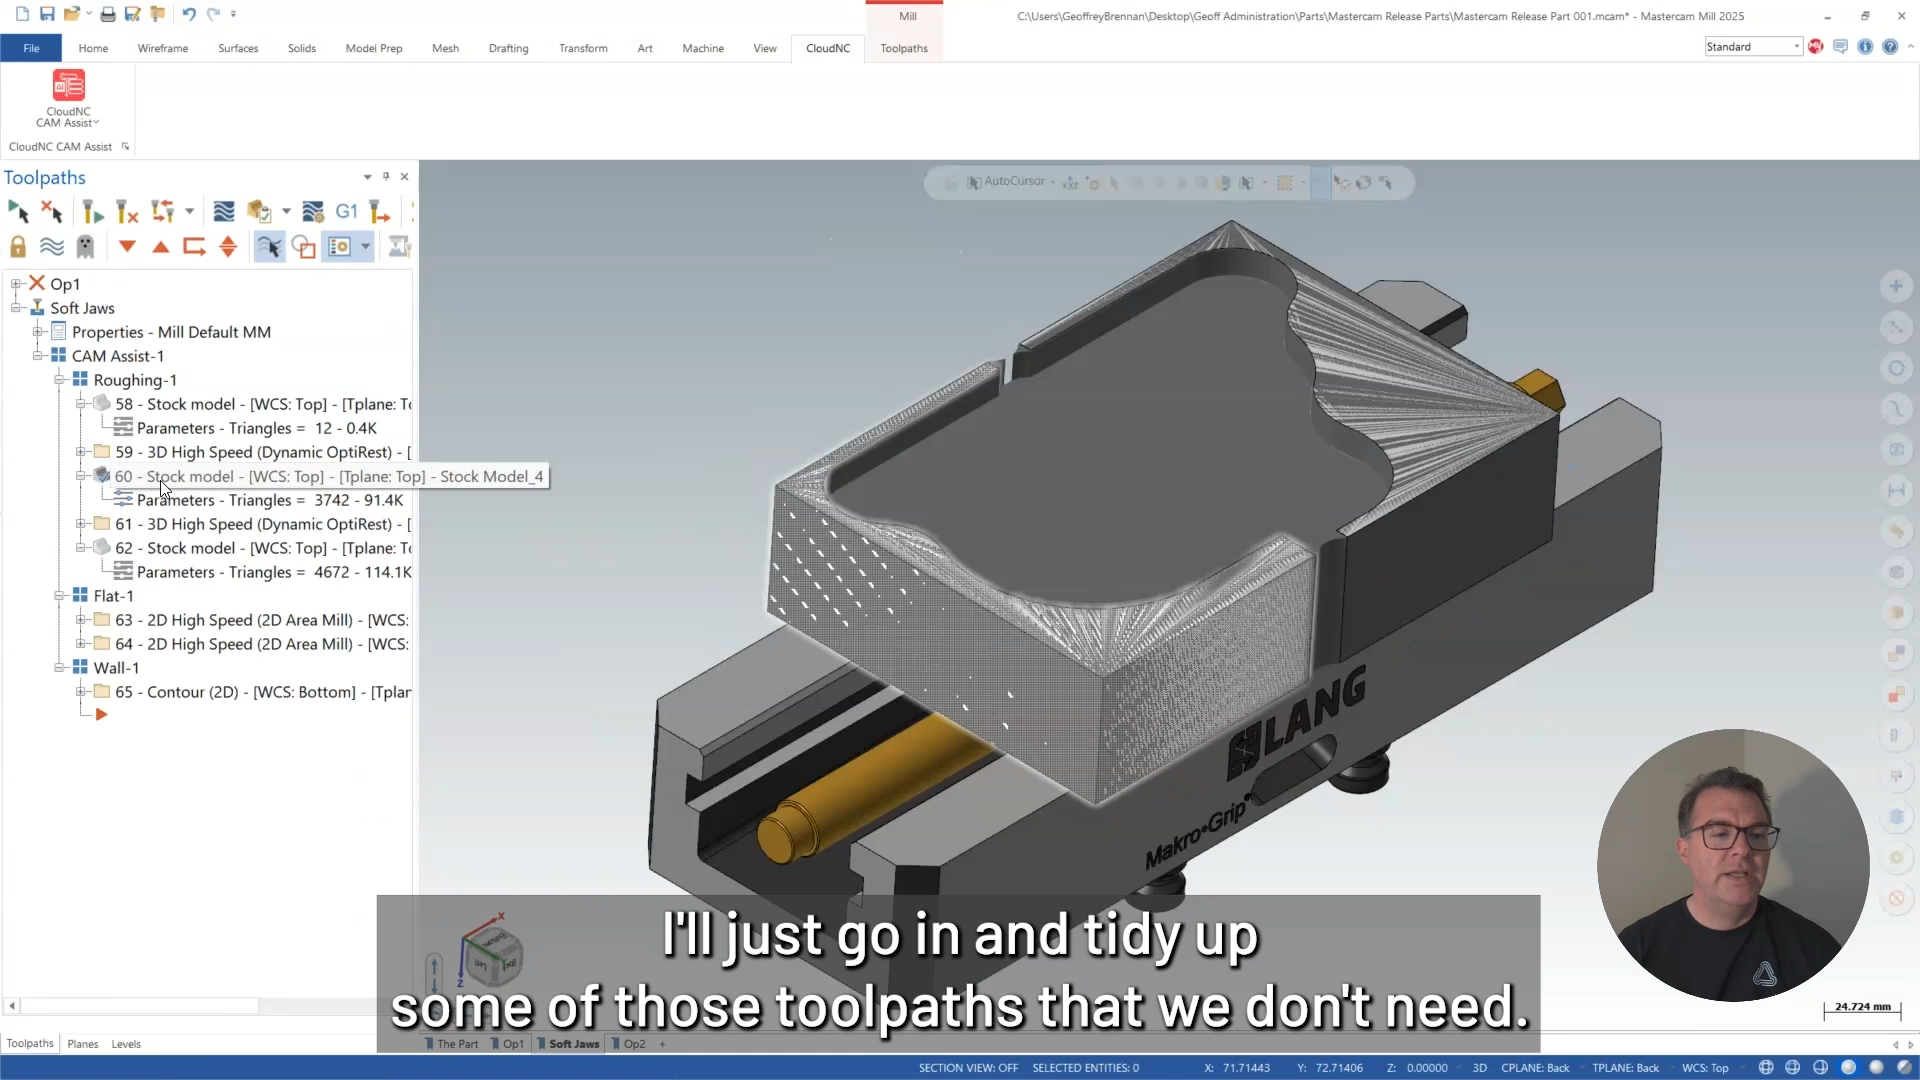 Mill
C:\Users\GeoffreyBrennan\Desktop\Geoff Administration\Parts\Mastercam Release Parts\Mastercam Release Part 001.mcam* - Mastercam Mill 2025
File
Home
Wireframe
Surfaces
Solids
Model Prep
Mesh
Drafting
Transform
Art
Machine
View
CloudNC
Toolpaths
Standard
CloudNC
CAM Assist
CloudNC CAM Assist
Toolpaths
AutoCursor
G1
Op1
Soft Jaws
Properties - Mill Default MM
CAM Assist-1
Roughing-1
58 - Stock model - [WCS: Top] - [Tplane: To
Parameters - Triangles = 12 - 0.4K
59 - 3D High Speed (Dynamic OptiRest) - [
60 - Stock model - [WCS: Top] - [Tplane: Top] - Stock Model_4
Parameters - Triangles = 3742 - 91.4K
61 - 3D High Speed (Dynamic OptiRest) - [
62 - Stock model - [WCS: Top] - [Tplane: To
Parameters - Triangles = 4672 - 114.1K
Flat-1
63 - 2D High Speed (2D Area Mill) - [WCS:
64 - 2D High Speed (2D Area Mill) - [WCS:
Wall-1
65 - Contour (2D) - [WCS: Bottom] - [Tplan
LANG
Makro•Grip®
I'll just go in and tidy up
some of those toolpaths that we don't need.
X
Z
24.724 mm
Toolpaths
Planes
Levels
The Part
Op1
Soft Jaws
Op2
+
SECTION VIEW: OFF
SELECTED ENTITIES: 0
X: 71.71443
Y: 72.71406
Z: 0.00000
3D
CPLANE: Back
TPLANE: Back
WCS: Top